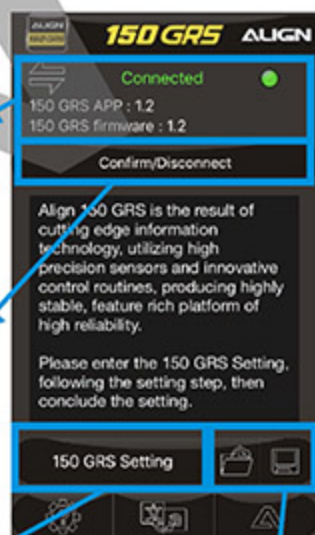 ALIGN
150 GRS ALIGN
Connected
150 GRS APP : 1.2
150 GRS firmware : 1.2
Confirm/Disconnect
Align 150 GRS is the result of
cutting edge information
technology, utilizing high
precision sensors and innovative
control routines, producing highly
stable, feature rich platform of
high reliability.
Please enter the 150 GRS Setting,
following the setting step, then
conclude the setting.
150 GRS Setting